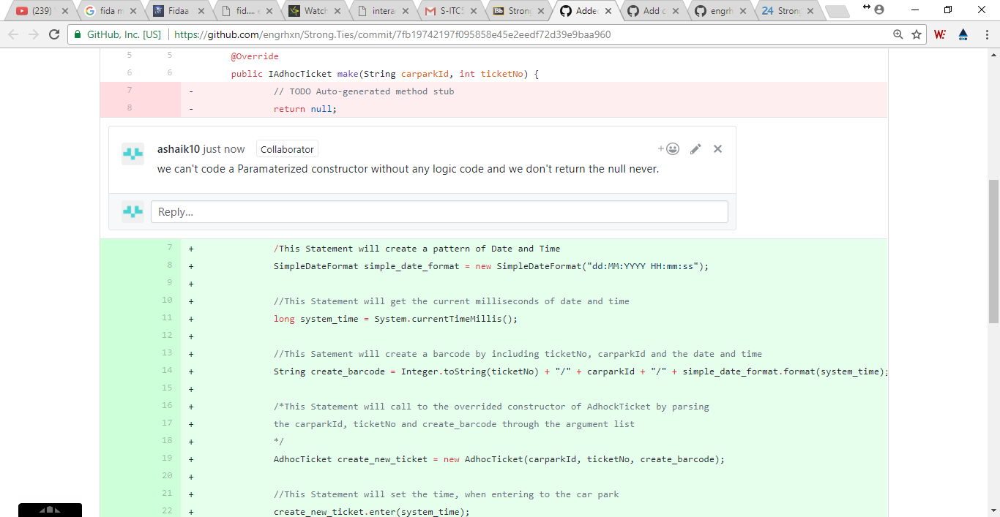 (239)
fida m
Fidaa
fid.... e
Watch
intera
S-ITC5
Bb Strong
Added
Add c
engrh
24 Strong
GitHub, Inc. [US] https://github.com/engrhxn/Strong.Ties/commit/7fb19742197f095858e45e2eedf72d39e9baa960
5 5 @Override
6 6 public IAdhocTicket make(String carparkId, int ticketNo) {
7 - // TODO Auto-generated method stub
8 - return null;
ashaik10 just now Collaborator
we can't code a Paramaterized constructor without any logic code and we don't return the null never.
Reply...
7 + /This Statement will create a pattern of Date and Time
8 + SimpleDateFormat simple_date_format = new SimpleDateFormat("dd:MM:YYYY HH:mm:ss");
9 +
10 + //This Statement will get the current milliseconds of date and time
11 + long system_time = System.currentTimeMillis();
12 +
13 + //This Satement will create a barcode by including ticketNo, carparkId and the date and time
14 + String create_barcode = Integer.toString(ticketNo) + "/" + carparkId + "/" + simple_date_format.format(system_time);
15 +
16 + /*This Statement will call to the overrided constructor of AdhockTicket by parsing
17 + the carparkId, ticketNo and create_barcode through the argument list
18 + */
19 + AdhocTicket create_new_ticket = new AdhocTicket(carparkId, ticketNo, create_barcode);
20 +
21 + //This Statement will set the time, when entering to the car park
22 + create_new_ticket.enter(system_time);